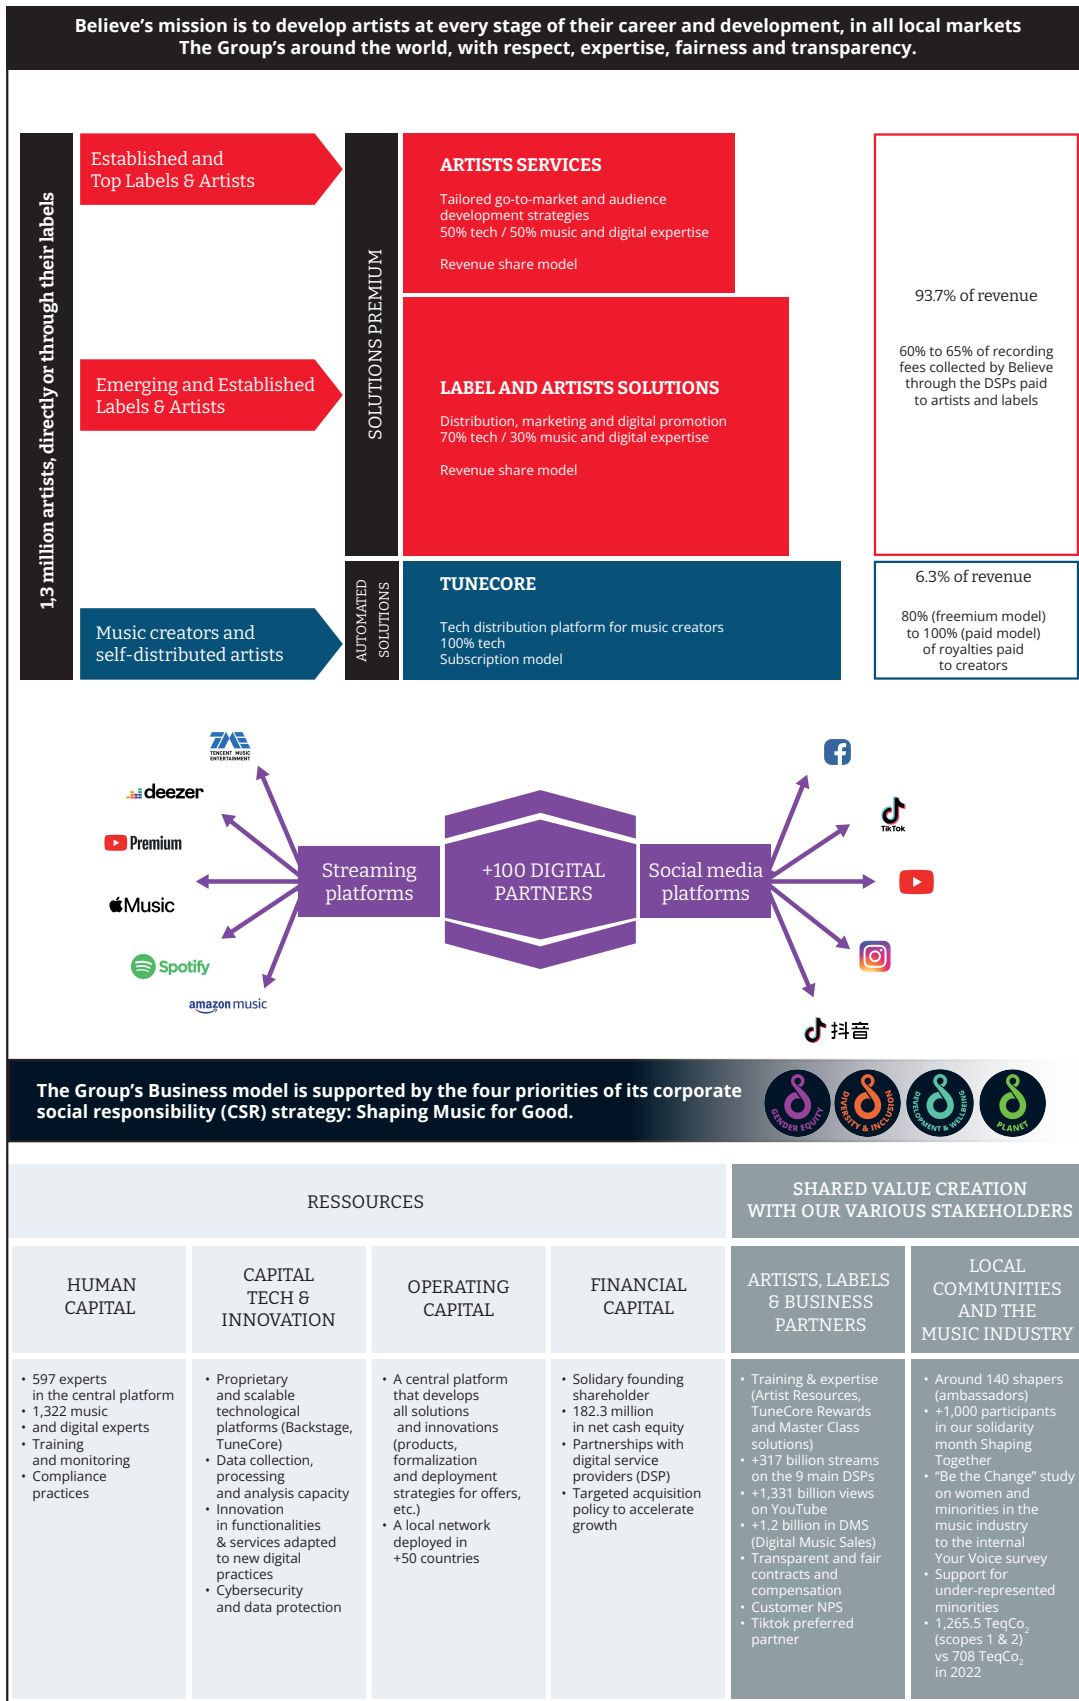 Believe’s mission is to develop artists at every stage of their career and development, in all local markets
The Group’s around the world, with respect, expertise, fairness and transparency.
1,3 million artists, directly or through their labels
Established and
Top Labels & Artists
Emerging and Established
Labels & Artists
Music creators and
self-distributed artists
SOLUTIONS PREMIUM
AUTOMATED
SOLUTIONS
ARTISTS SERVICES
Tailored go-to-market and audience
development strategies
50% tech / 50% music and digital expertise
Revenue share model
LABEL AND ARTISTS SOLUTIONS
Distribution, marketing and digital promotion
70% tech / 30% music and digital expertise
Revenue share model
TUNECORE
Tech distribution platform for music creators
100% tech
Subscription model
93.7% of revenue
60% to 65% of recording
fees collected by Believe
through the DSPs paid
to artists and labels
6.3% of revenue
80% (freemium model)
to 100% (paid model)
of royalties paid
to creators
TME
TENCENT MUSIC
ENTERTAINMENT
deezer
Premium
Music
Spotify
amazon music
Streaming
platforms
+100 DIGITAL
PARTNERS
Social media
platforms
TikTok
抖音
The Group’s Business model is supported by the four priorities of its corporate
social responsibility (CSR) strategy: Shaping Music for Good.
GENDER EQUITY
DIVERSITY & INCLUSION
DEVELOPMENT & WELLBEING
PLANET
RESSOURCES
SHARED VALUE CREATION
WITH OUR VARIOUS STAKEHOLDERS
HUMAN
CAPITAL
• 597 experts
in the central platform
• 1,322 music
• and digital experts
• Training
and monitoring
• Compliance
practices
CAPITAL
TECH &
INNOVATION
• Proprietary
and scalable
technological
platforms (Backstage,
TuneCore)
• Data collection,
processing
and analysis capacity
• Innovation
in functionalities
& services adapted
to new digital
practices
• Cybersecurity
and data protection
OPERATING
CAPITAL
• A central platform
that develops
all solutions
and innovations
(products,
formalization
and deployment
strategies for offers,
etc.)
• A local network
deployed in
+50 countries
FINANCIAL
CAPITAL
• Solidary founding
shareholder
• 182.3 million
in net cash equity
• Partnerships with
digital service
providers (DSP)
• Targeted acquisition
policy to accelerate
growth
ARTISTS, LABELS
& BUSINESS
PARTNERS
• Training & expertise
(Artist Resources,
TuneCore Rewards
and Master Class
solutions)
• +317 billion streams
on the 9 main DSPs
• +1,331 billion views
on YouTube
• +1.2 billion in DMS
(Digital Music Sales)
• Transparent and fair
contracts and
compensation
• Customer NPS
• Tiktok preferred
partner
LOCAL
COMMUNITIES
AND THE
MUSIC INDUSTRY
• Around 140 shapers
(ambassadors)
• +1,000 participants
in our solidarity
month Shaping
Together
• “Be the Change” study
on women and
minorities in the
music industry
to the internal
Your Voice survey
• Support for
under-represented
minorities
• 1,265.5 TeqCo2
(scopes 1 & 2)
vs 708 TeqCo2
in 2022